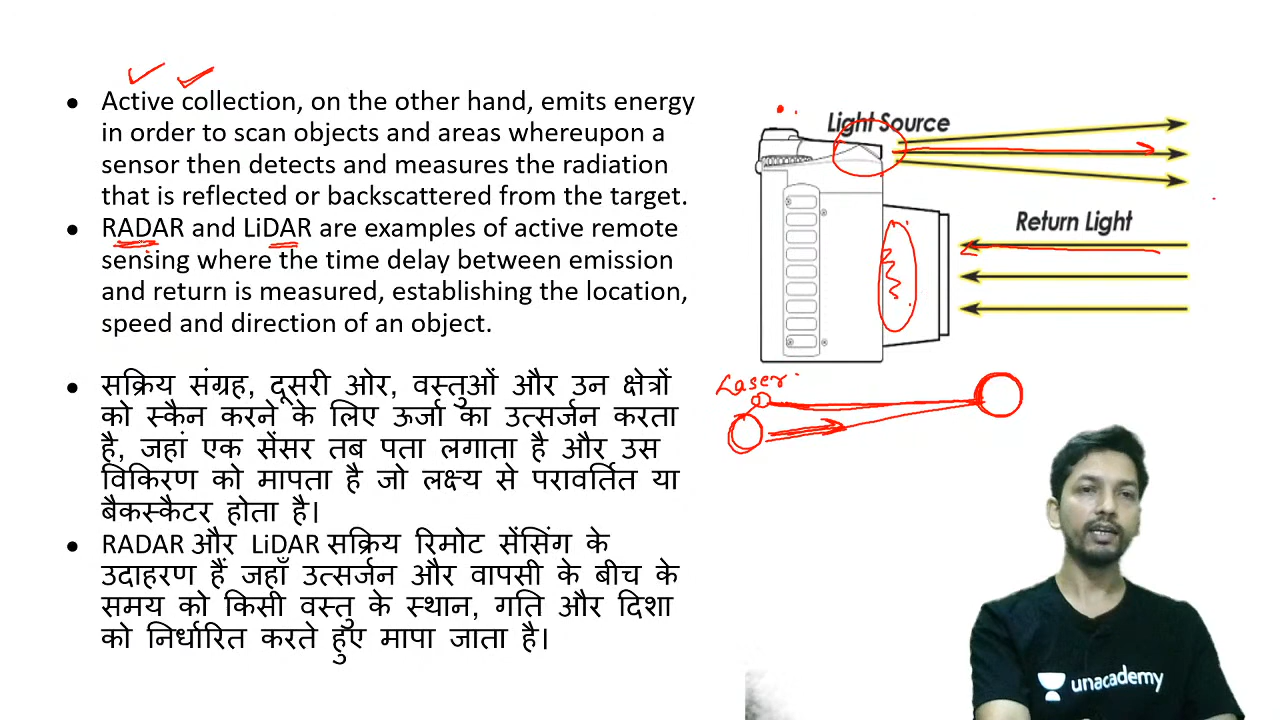 ● Active collection, on the other hand, emits energy
in order to scan objects and areas whereupon a
sensor then detects and measures the radiation
that is reflected or backscattered from the target.
● RADAR and LiDAR are examples of active remote
sensing where the time delay between emission
and return is measured, establishing the location,
speed and direction of an object.
● सक्रिय संग्रह, दूसरी ओर, वस्तुओं और उन क्षेत्रों
को स्कैन करने के लिए ऊर्जा का उत्सर्जन करता
है, जहां एक सेंसर तब पता लगाता है और उस
विकिरण को मापता है जो लक्ष्य से परावर्तित या
बैकस्कैटर होता है।
● RADAR और LiDAR सक्रिय रिमोट सेंसिंग के
उदाहरण हैं जहाँ उत्सर्जन और वापसी के बीच के
समय को किसी वस्तु के स्थान, गति और दिशा
को निर्धारित करते हुए मापा जाता है।
Light Source
Return Light
Laser
unacademy